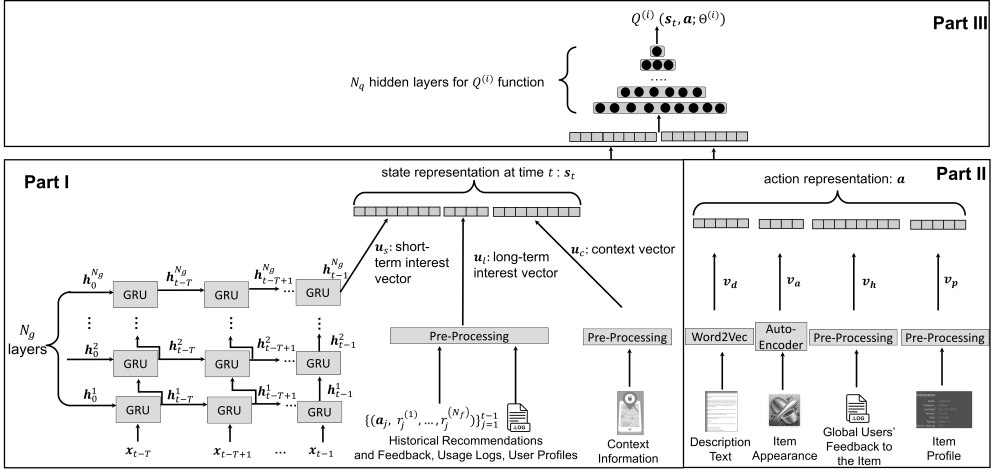 Part III
Q^(i) (s_t, a; Θ^(i))
N_q hidden layers for Q^(i) function
....
Part I
state representation at time t : s_t
u_s: short-
term interest
vector
u_l: long-term
interest vector
u_c: context vector
h_0^{N_g}
GRU
h_{t-T}^{N_g}
GRU
h_{t-T+1}^{N_g}
...
GRU
h_{t-1}^{N_g}
N_g
layers
h_0^2
GRU
h_{t-T}^2
GRU
h_{t-T+1}^2
...
GRU
h_{t-1}^2
h_0^1
GRU
h_{t-T}^1
GRU
h_{t-T+1}^1
...
GRU
h_{t-1}^1
x_{t-T}
x_{t-T+1}
...
x_{t-1}
Pre-Processing
{(a_j, r_j^(1), ..., r_j^(N_f))}_{j=1}^{t-1}
.LOG
Historical Recommendations
and Feedback, Usage Logs, User Profiles
Pre-Processing
Context
Information
Part II
action representation: a
v_d
v_a
v_h
v_p
Word2Vec
Auto-
Encoder
Pre-Processing
Pre-Processing
.LOG
Description
Text
Item
Appearance
Global Users'
Feedback to
the Item
Information
Item
Profile